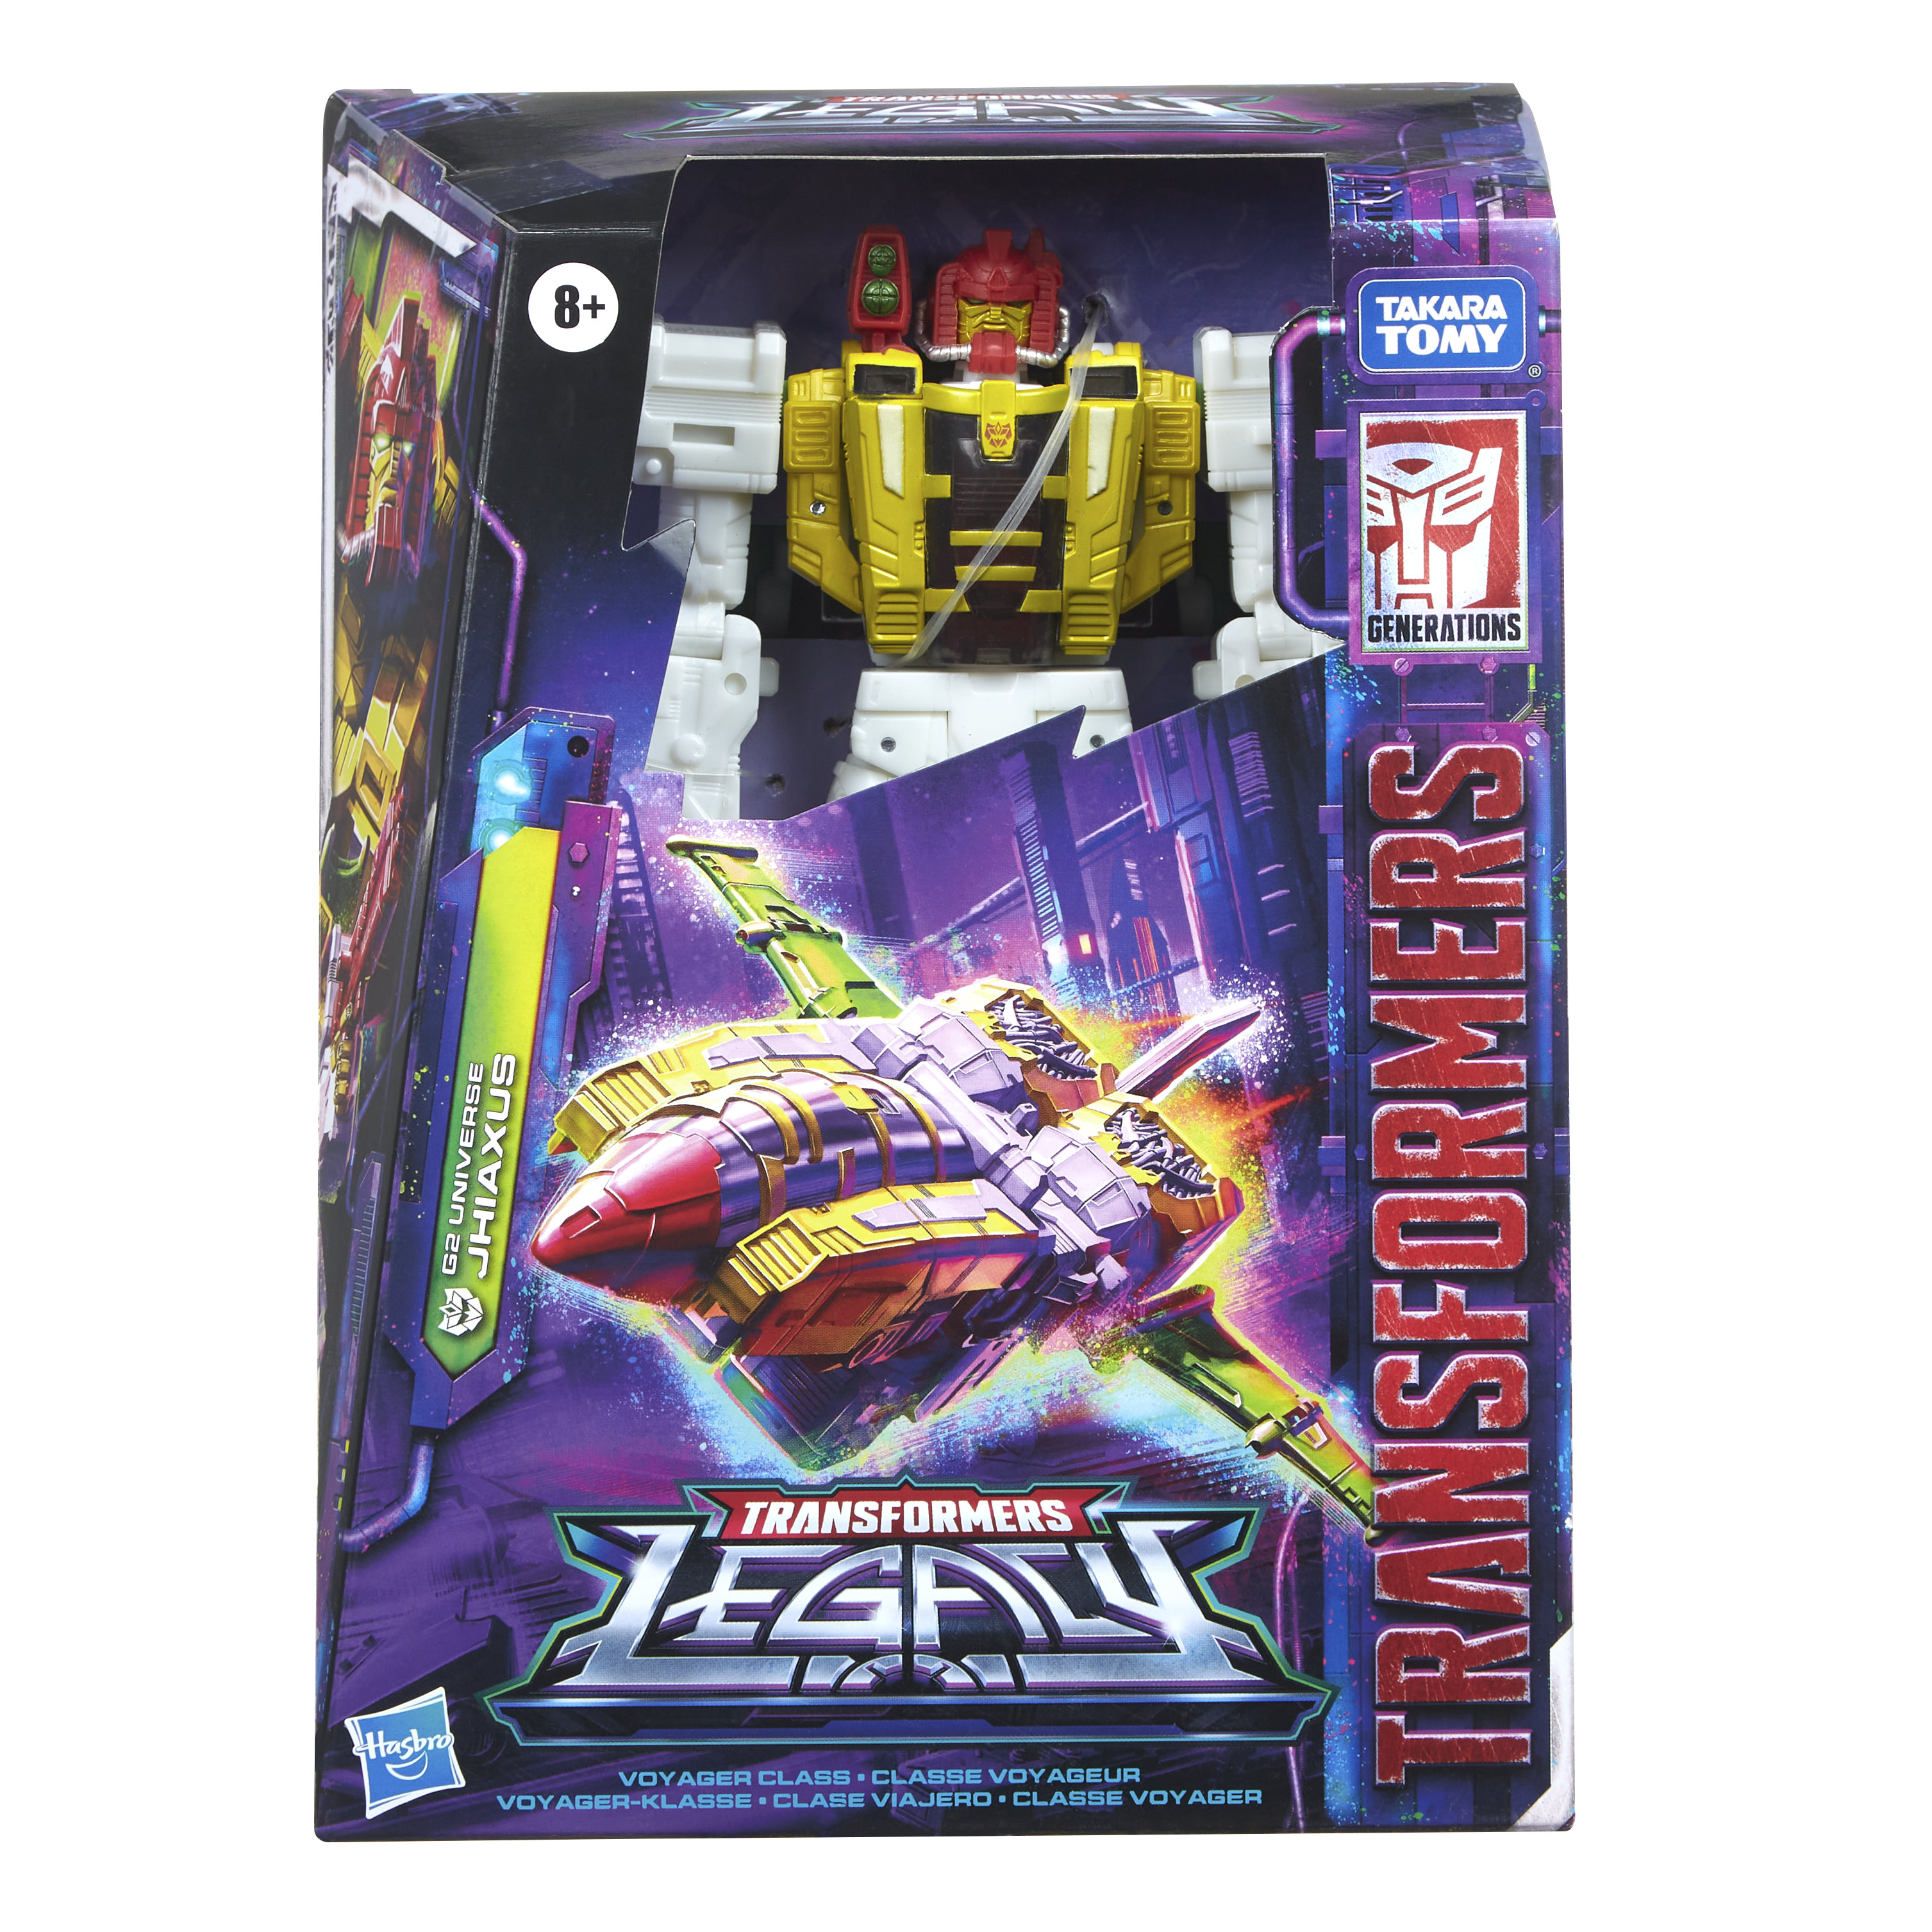 TRANSFORMERS
LEGACY
8+
TAKARA
TOMY
®
GENERATIONS
TRANSFORMERS
G2 UNIVERSE
JHIAXUS
TRANSFORMERS
LEGACY
Hasbro
VOYAGER CLASS • CLASSE VOYAGEUR
VOYAGER-KLASSE • CLASE VIAJERO • CLASSE VOYAGER